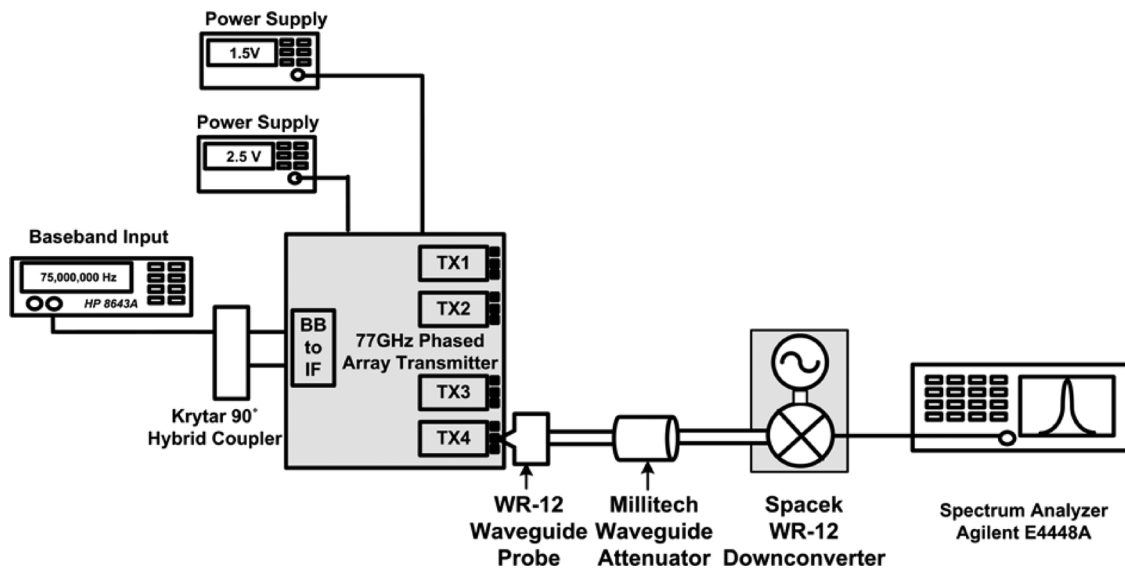 Power Supply
1.5V
Power Supply
2.5 V
Baseband Input
75,000,000 Hz
HP 8643A
BB
to
IF
TX1
TX2
77GHz Phased
Array Transmitter
TX3
TX4
Krytar 90˚
Hybrid Coupler
WR-12
Waveguide
Probe
Millitech
Waveguide
Attenuator
Spacek
WR-12
Downconverter
Spectrum Analyzer
Agilent E4448A